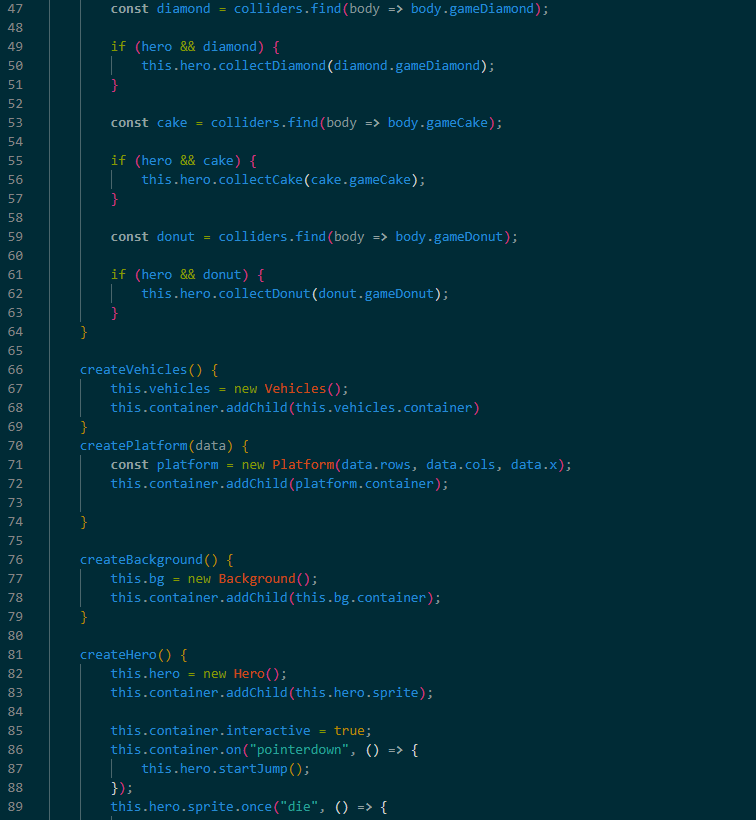 47 const diamond = colliders.find(body => body.gameDiamond);
48
49 if (hero && diamond) {
50 this.hero.collectDiamond(diamond.gameDiamond);
51 }
52
53 const cake = colliders.find(body => body.gameCake);
54
55 if (hero && cake) {
56 this.hero.collectCake(cake.gameCake);
57 }
58
59 const donut = colliders.find(body => body.gameDonut);
60
61 if (hero && donut) {
62 this.hero.collectDonut(donut.gameDonut);
63 }
64 }
65
66 createVehicles() {
67 this.vehicles = new Vehicles();
68 this.container.addChild(this.vehicles.container)
69 }
70 createPlatform(data) {
71 const platform = new Platform(data.rows, data.cols, data.x);
72 this.container.addChild(platform.container);
73
74 }
75
76 createBackground() {
77 this.bg = new Background();
78 this.container.addChild(this.bg.container);
79 }
80
81 createHero() {
82 this.hero = new Hero();
83 this.container.addChild(this.hero.sprite);
84
85 this.container.interactive = true;
86 this.container.on("pointerdown", () => {
87 this.hero.startJump();
88 });
89 this.hero.sprite.once("die", () => {